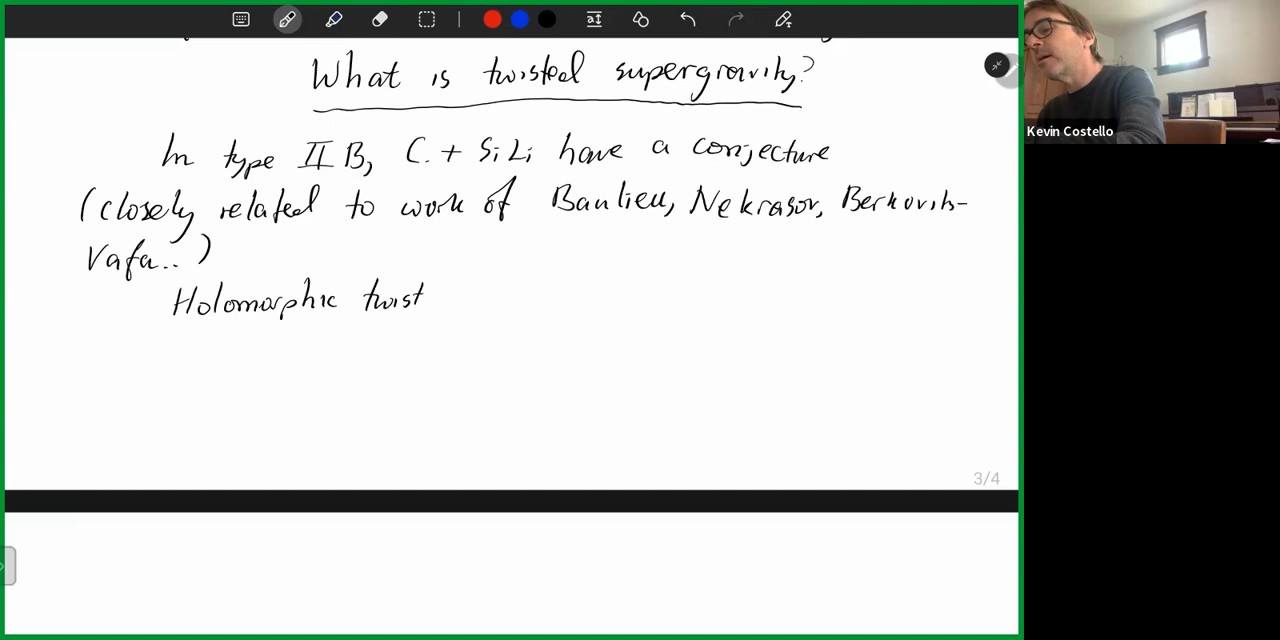 What is twisted supergravity?
In type IIB, C. + Si Li have a conjecture
(closely related to work of Baulieu, Nekrasov, Berkovits-
Vafa...)
Holomorphic twist
3/4
Kevin Costello